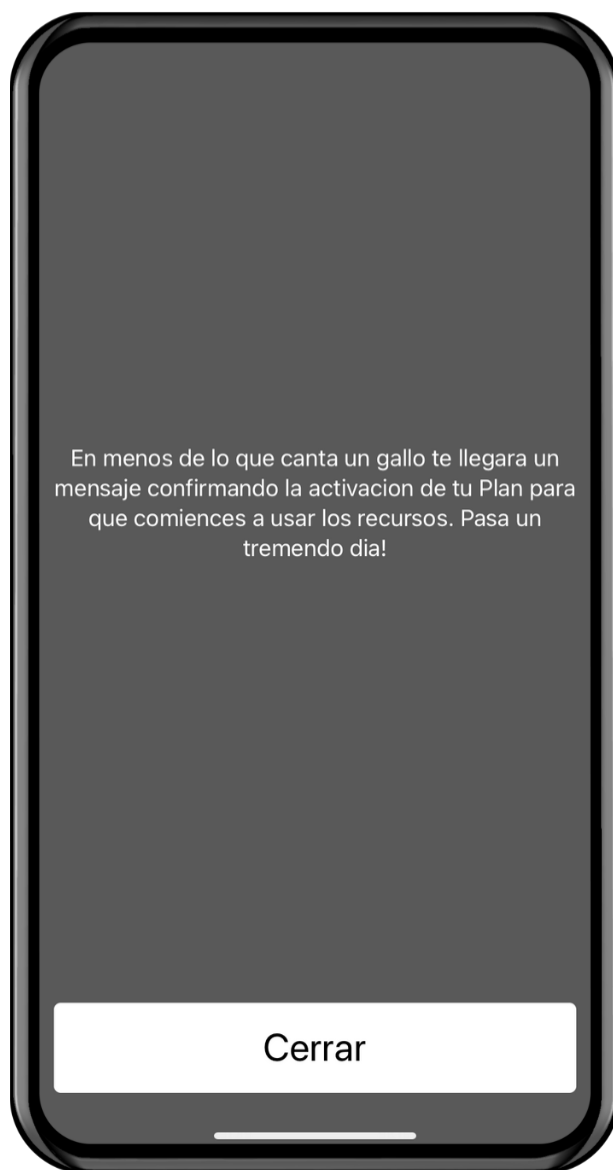 En menos de lo que canta un gallo te llegara un
mensaje confirmando la activacion de tu Plan para
que comiences a usar los recursos. Pasa un
tremendo dia!
Cerrar